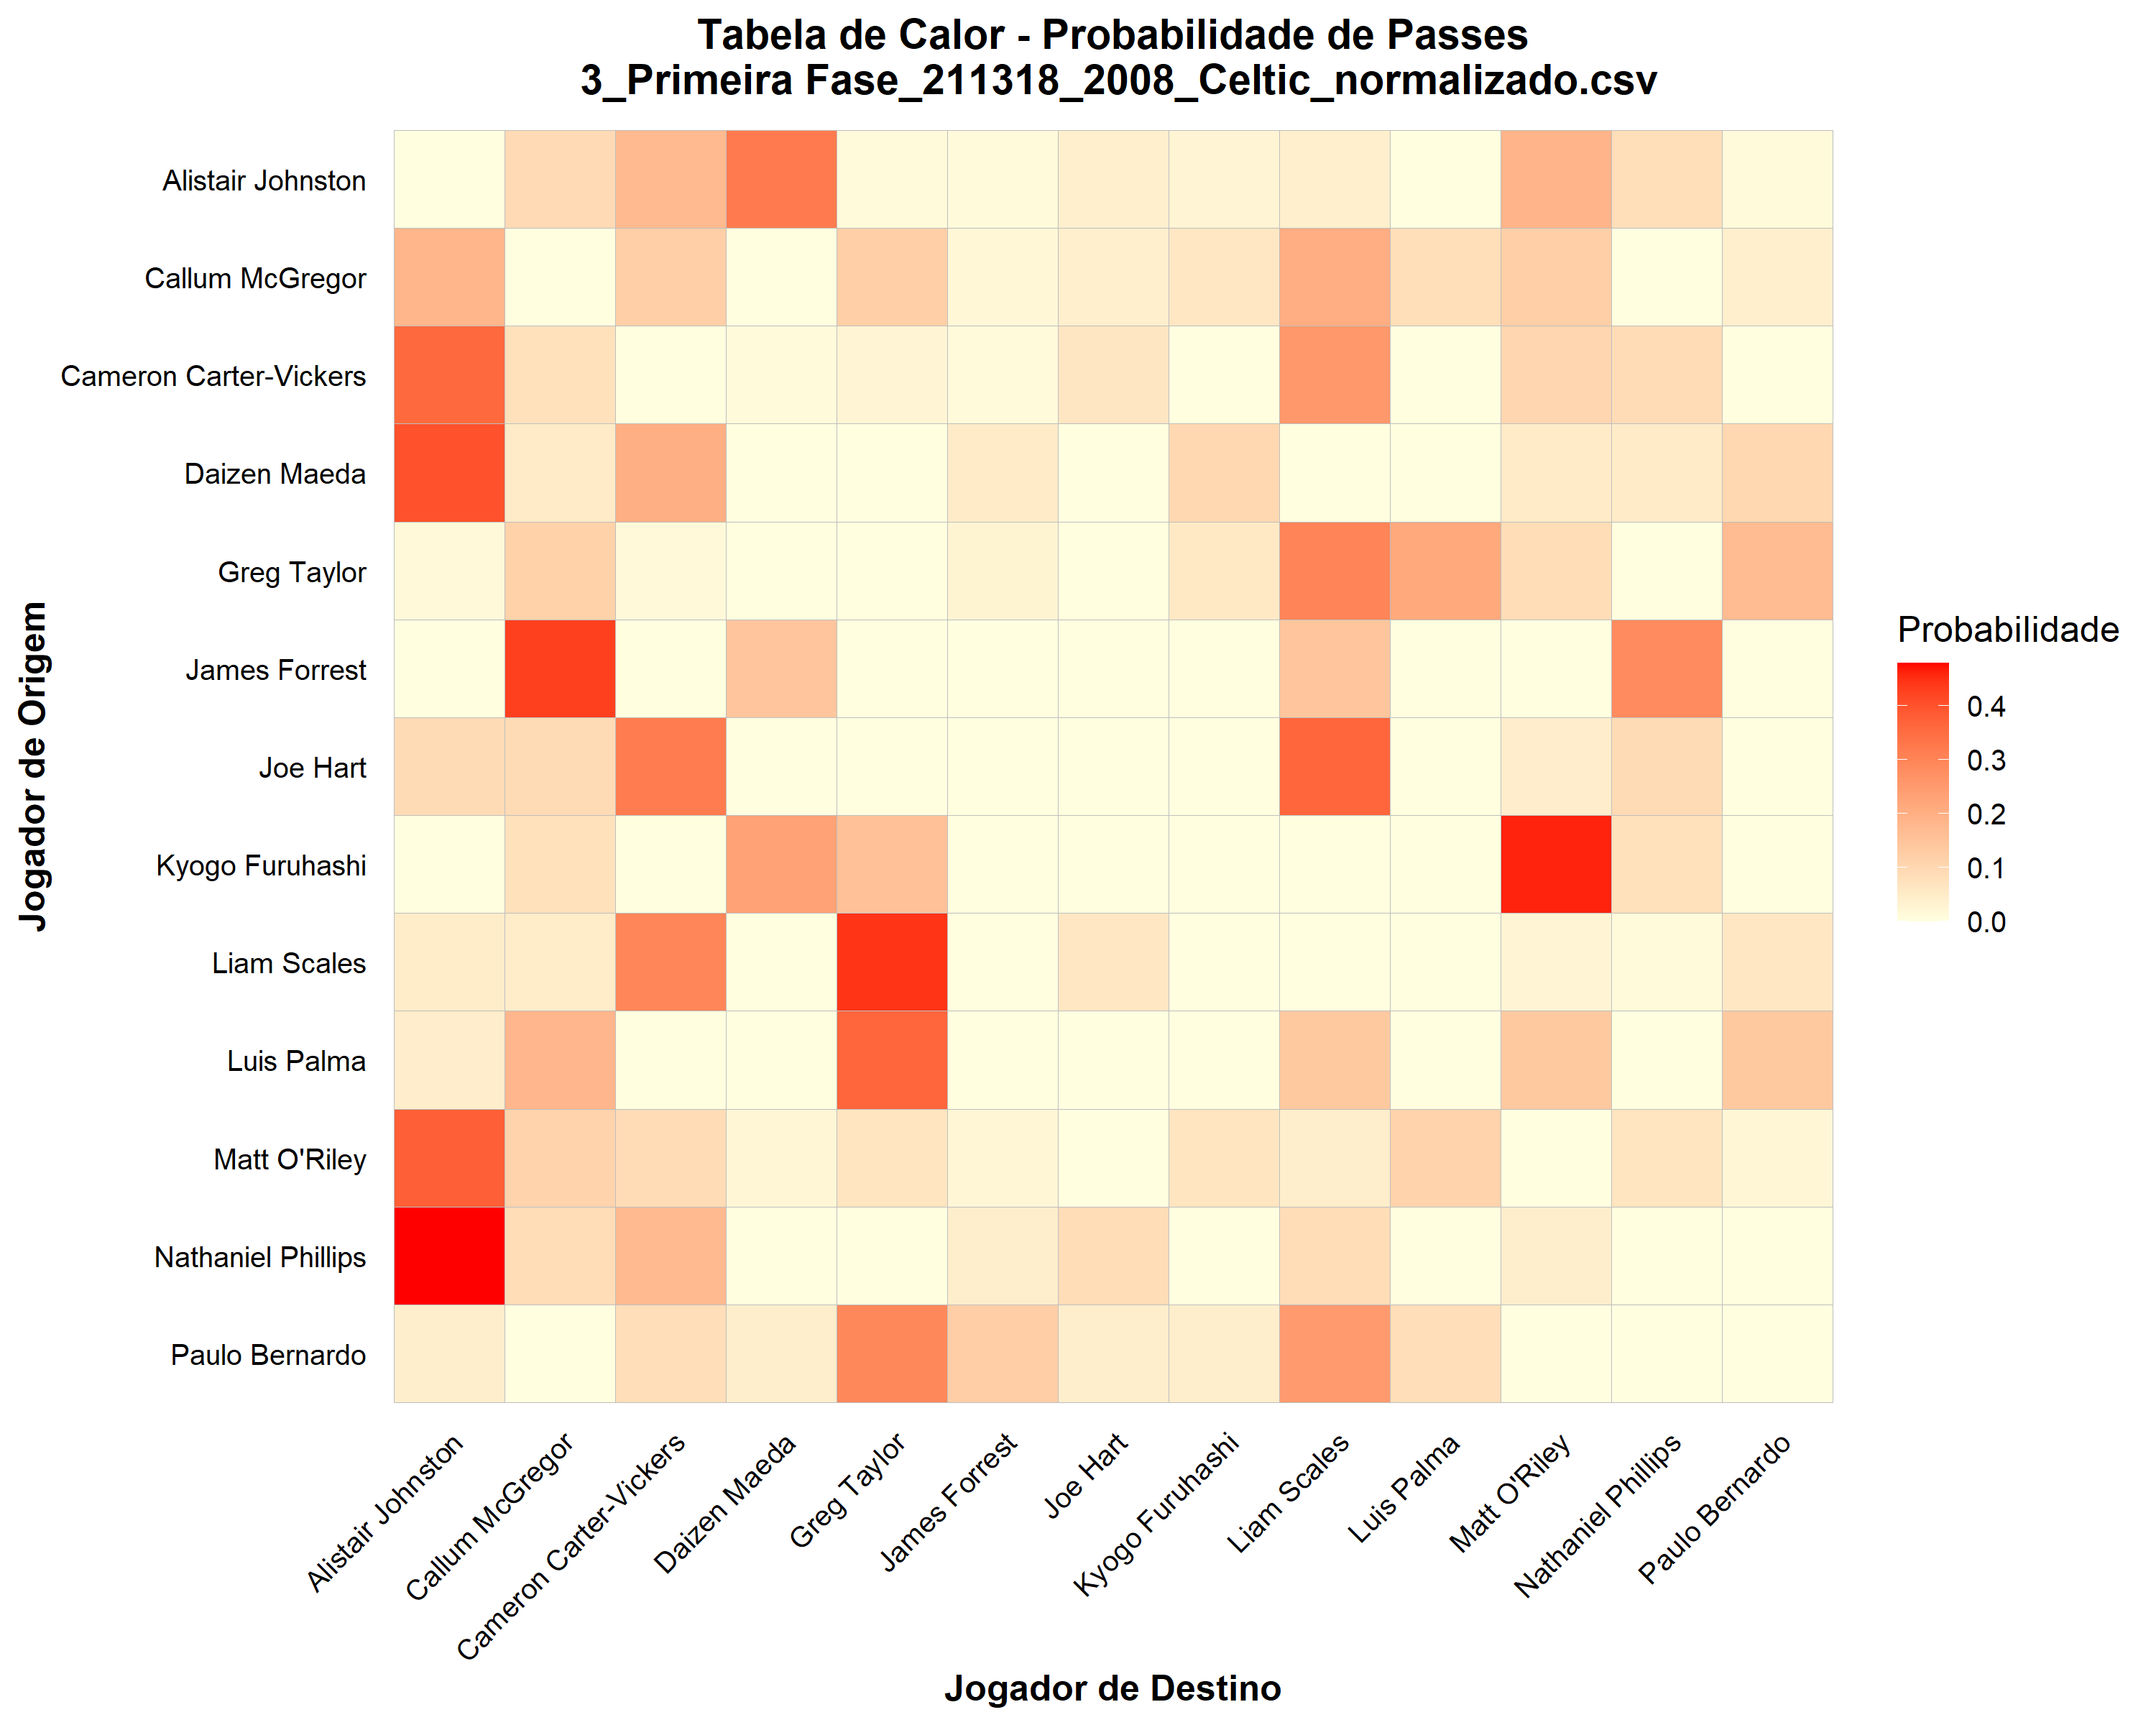 Tabela de Calor - Probabilidade de Passes
3_Primeira Fase_211318_2008_Celtic_normalizado.csv
Jogador de Origem
Alistair Johnston
Callum McGregor
Cameron Carter-Vickers
Daizen Maeda
Greg Taylor
James Forrest
Joe Hart
Kyogo Furuhashi
Liam Scales
Luis Palma
Matt O'Riley
Nathaniel Phillips
Paulo Bernardo
Probabilidade
0.4
0.3
0.2
0.1
0.0
Alistair Johnston
Callum McGregor
Cameron Carter-Vickers
Daizen Maeda
Greg Taylor
James Forrest
Joe Hart
Kyogo Furuhashi
Liam Scales
Luis Palma
Matt O'Riley
Nathaniel Phillips
Paulo Bernardo
Jogador de Destino